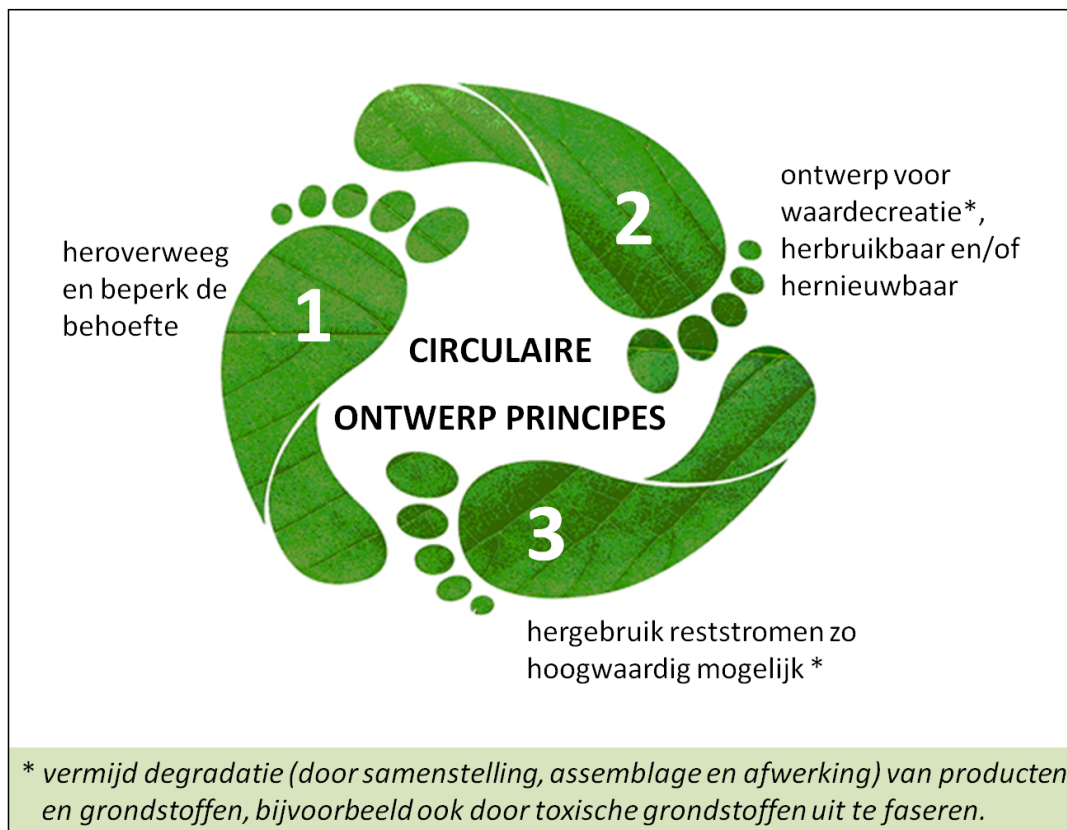 heroverweeg
en beperk de
behoefte
1
2
ontwerp voor
waardecreatie*,
herbruikbaar en/of
hernieuwbaar
CIRCULAIRE
ONTWERP PRINCIPES
3
hergebruik reststromen zo
hoogwaardig mogelijk *
* vermijd degradatie (door samenstelling, assemblage en afwerking) van producten
en grondstoffen, bijvoorbeeld ook door toxische grondstoffen uit te faseren.